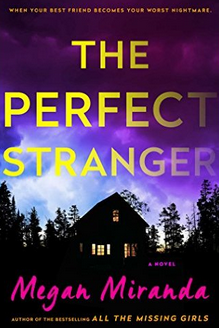 WHEN YOUR BEST FRIEND BECOMES YOUR WORST NIGHTMARE.
THE
PERFECT
STRANGER
A NOVEL
Megan Miranda
AUTHOR OF THE BESTSELLING ALL THE MISSING GIRLS